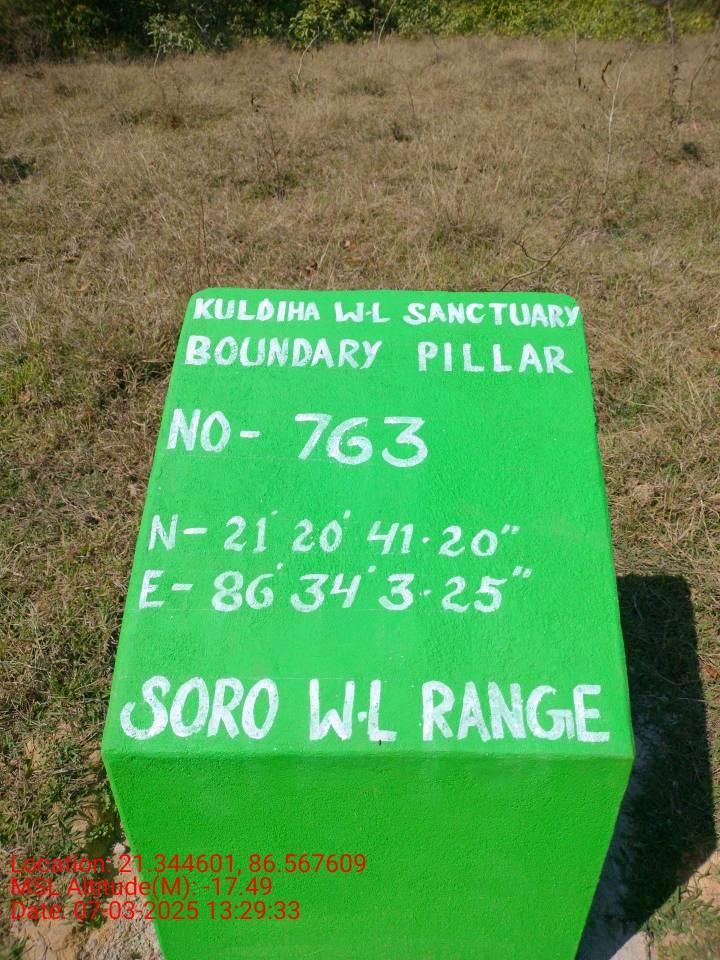 KULDIHA W.L SANCTUARY
BOUNDARY PILLAR
NO- 763
N- 21° 20' 41.20"
E- 86° 34' 3.25"
SORO W.L RANGE
Location: 21.344601, 86.567609
MSL Altitude(M): -17.49
Date: 07-03-2025 13:29:33